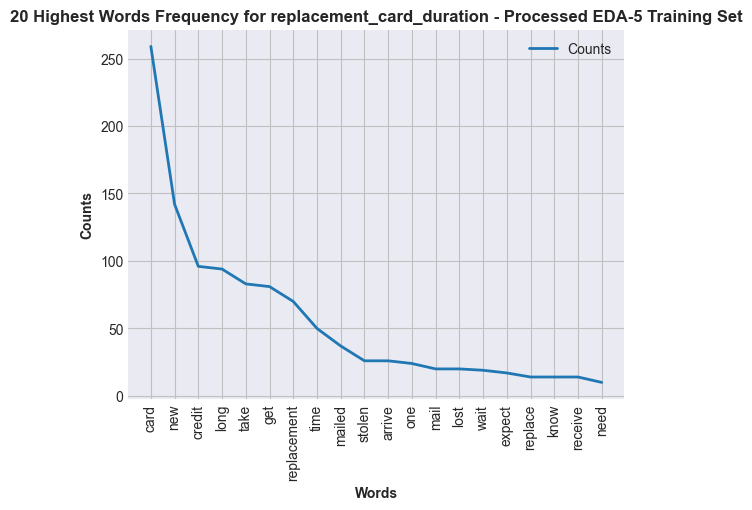 20 Highest Words Frequency for replacement_card_duration - Processed EDA-5 Training Set
Counts
250
200
150
100
50
0
Counts
card
new
credit
long
take
get
replacement
time
mailed
stolen
arrive
one
mail
lost
wait
expect
replace
know
receive
need
Words